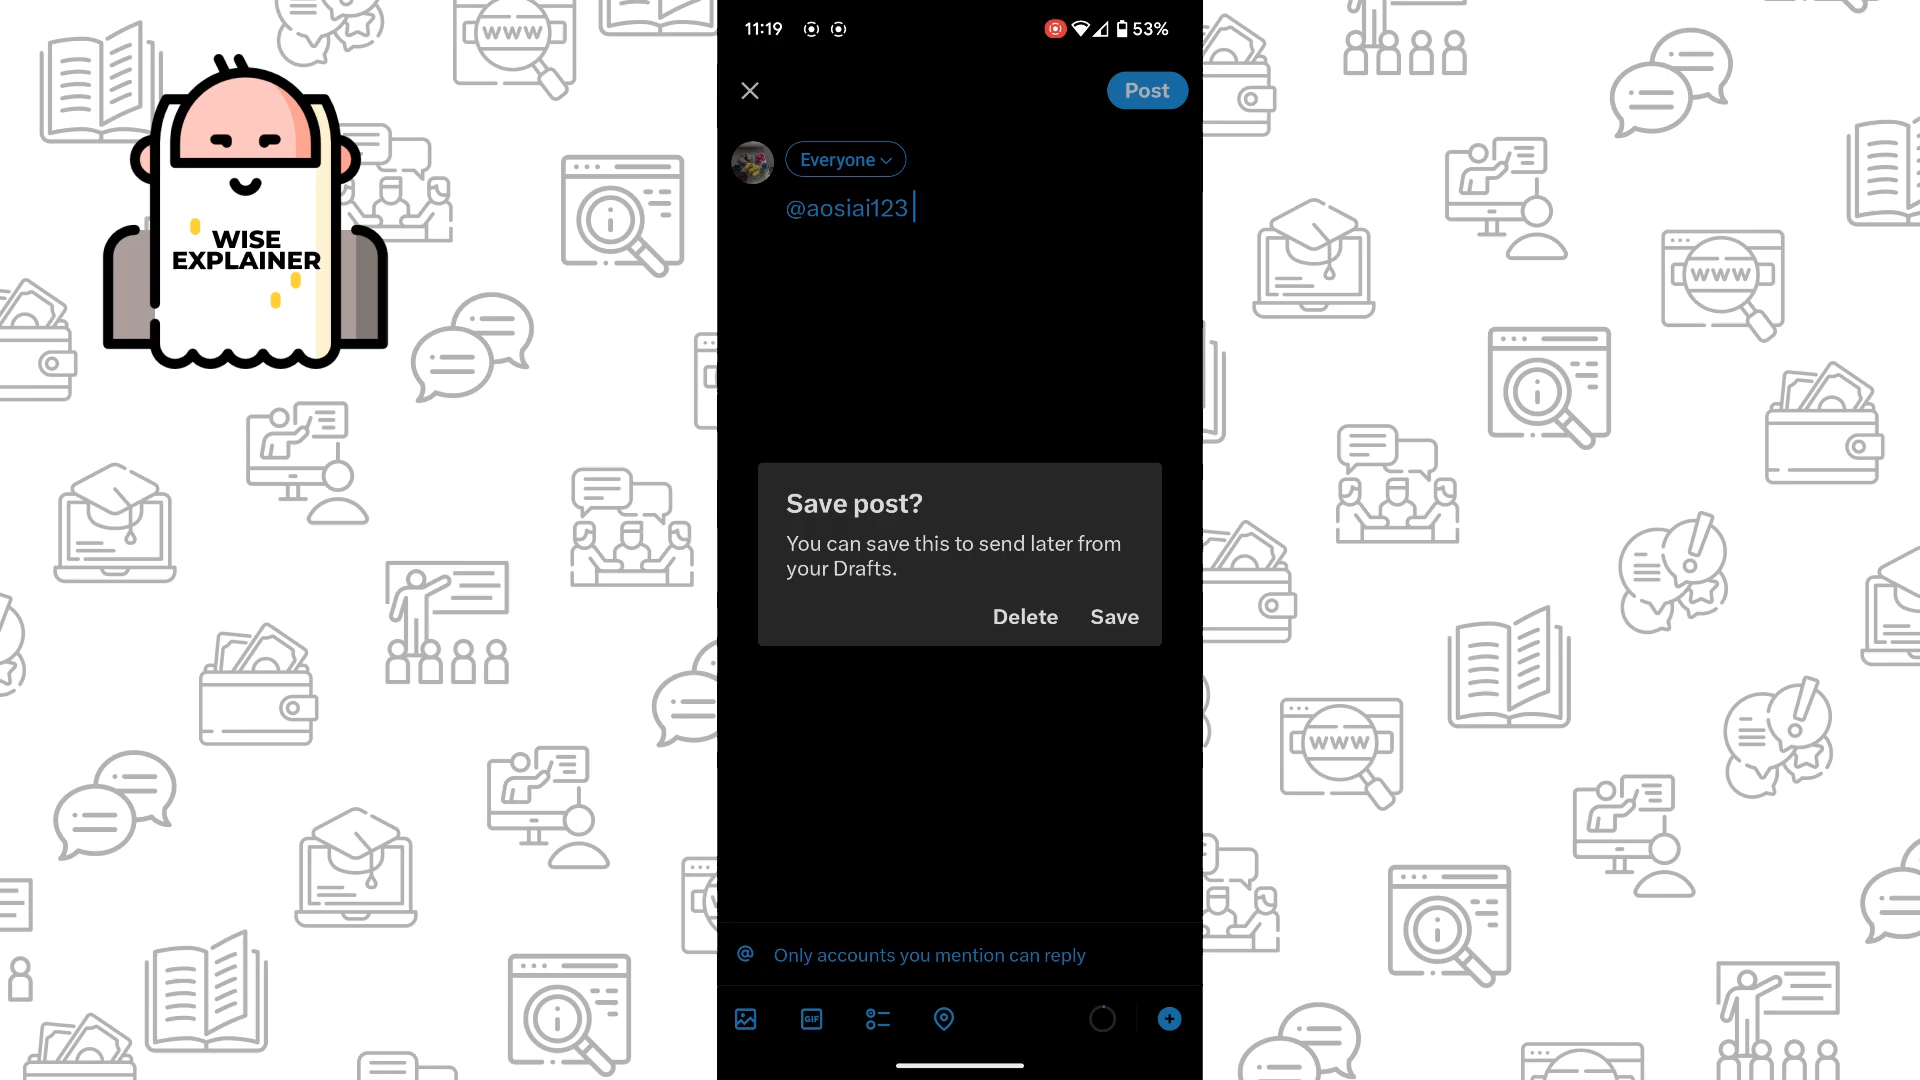 WISE
EXPLAINER
11:19
53%
Post
Everyone
@aosiai123
Save post?
You can save this to send later from
your Drafts.
Delete Save
@ Only accounts you mention can reply
GIF
WWW
WWW
WWW